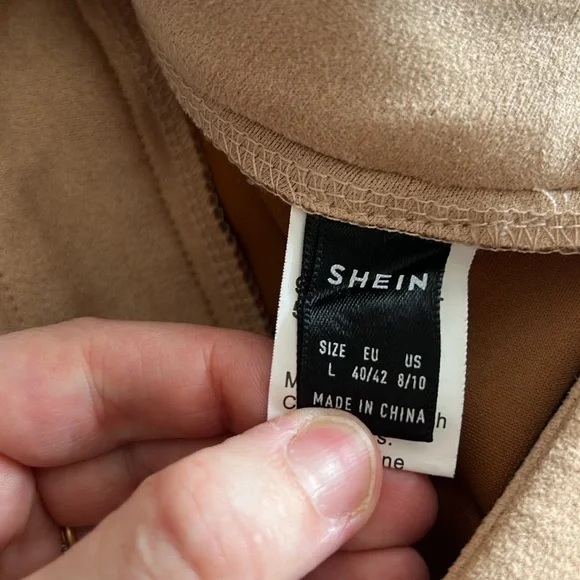 SHEIN
SIZE EU US
L 40/42 8/10
MADE IN CHINA